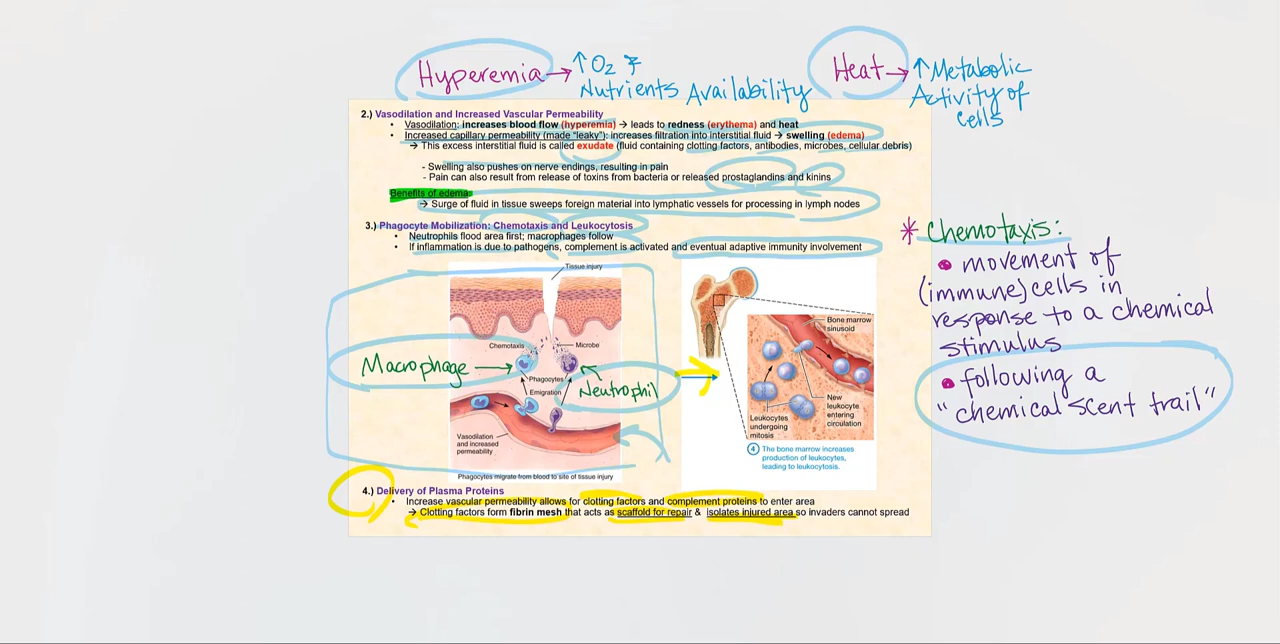 Hyperemia → ↑ O2 &
Nutrients Availability
Heat → ↑ Metabolic
Activity of
Cells
2.) Vasodilation and Increased Vascular Permeability
• Vasodilation: increases blood flow (hyperemia) → leads to redness (erythema) and heat
• Increased capillary permeability (made "leaky"): increases filtration into interstitial fluid → swelling (edema)
→ This excess interstitial fluid is called exudate (fluid containing clotting factors, antibodies, microbes, cellular debris)
- Swelling also pushes on nerve endings, resulting in pain
- Pain can also result from release of toxins from bacteria or released prostaglandins and kinins
Benefits of edema:
→ Surge of fluid in tissue sweeps foreign material into lymphatic vessels for processing in lymph nodes
3.) Phagocyte Mobilization: Chemotaxis and Leukocytosis
• Neutrophils flood area first; macrophages follow
• If inflammation is due to pathogens, complement is activated and eventual adaptive immunity involvement
Tissue injury
Chemotaxis
Microbe
Macrophage →
Phagocytes
Neutrophil
Emigration
Vasodilation
and increased
permeability
Phagocytes migrate from blood to site of tissue injury
Bone marrow
sinusoid
New
leukocyte
entering
circulation
Leukocytes
undergoing
mitosis
4 The bone marrow increases
production of leukocytes,
leading to leukocytosis.
* Chemotaxis:
• movement of
(immune) cells in
response to a chemical
stimulus
• following a
"chemical scent trail"
4.) Delivery of Plasma Proteins
• Increase vascular permeability allows for clotting factors and complement proteins to enter area
→ Clotting factors form fibrin mesh that acts as scaffold for repair & isolates injured area so invaders cannot spread